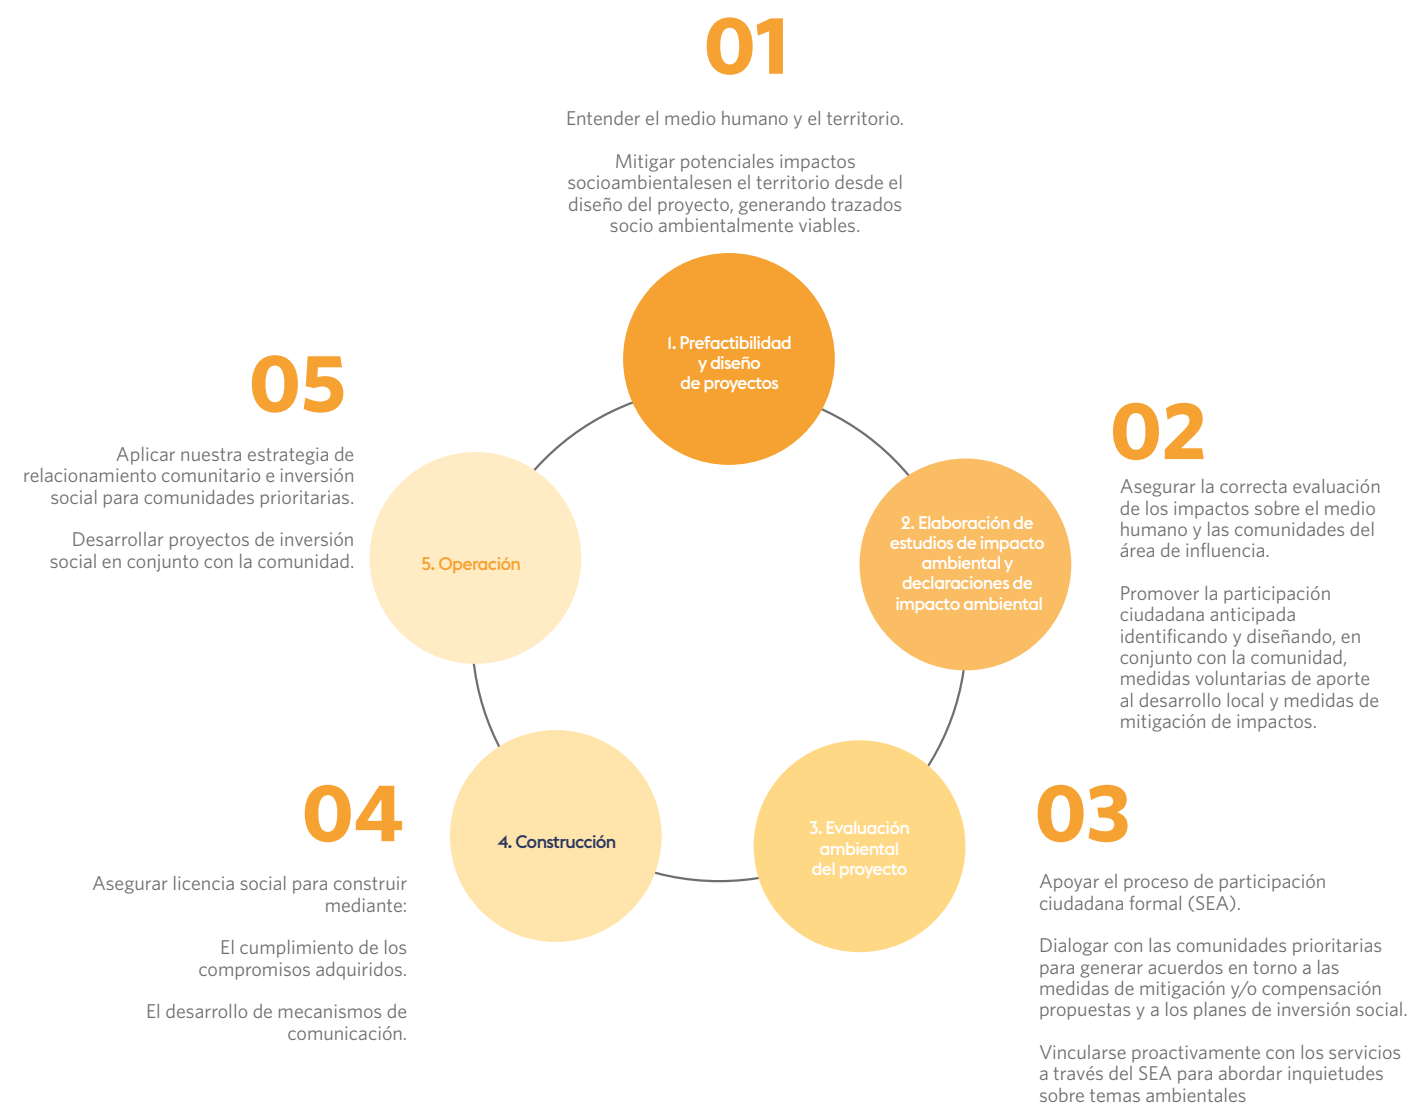 01
Entender el medio humano y el territorio.
Mitigar potenciales impactos
socioambientalesen el territorio desde el
diseño del proyecto, generando trazados
socio ambientalmente viables.
1. Prefactibilidad
y diseño
de proyectos
02
Asegurar la correcta evaluación
de los impactos sobre el medio
humano y las comunidades del
área de influencia.
Promover la participación
ciudadana anticipada
identificando y diseñando, en
conjunto con la comunidad,
medidas voluntarias de aporte
al desarrollo local y medidas de
mitigación de impactos.
2. Elaboración de
estudios de impacto
ambiental y
declaraciones de
impacto ambiental
03
Apoyar el proceso de participación
ciudadana formal (SEA).
Dialogar con las comunidades prioritarias
para generar acuerdos en torno a las
medidas de mitigación y/o compensación
propuestas y a los planes de inversión social.
Vincularse proactivamente con los servicios
a través del SEA para abordar inquietudes
sobre temas ambientales
3. Evaluación
ambiental
del proyecto
04
Asegurar licencia social para construir
mediante:
El cumplimiento de los
compromisos adquiridos.
El desarrollo de mecanismos de
comunicación.
4. Construcción
05
Aplicar nuestra estrategia de
relacionamiento comunitario e inversión
social para comunidades prioritarias.
Desarrollar proyectos de inversión
social en conjunto con la comunidad.
5. Operación